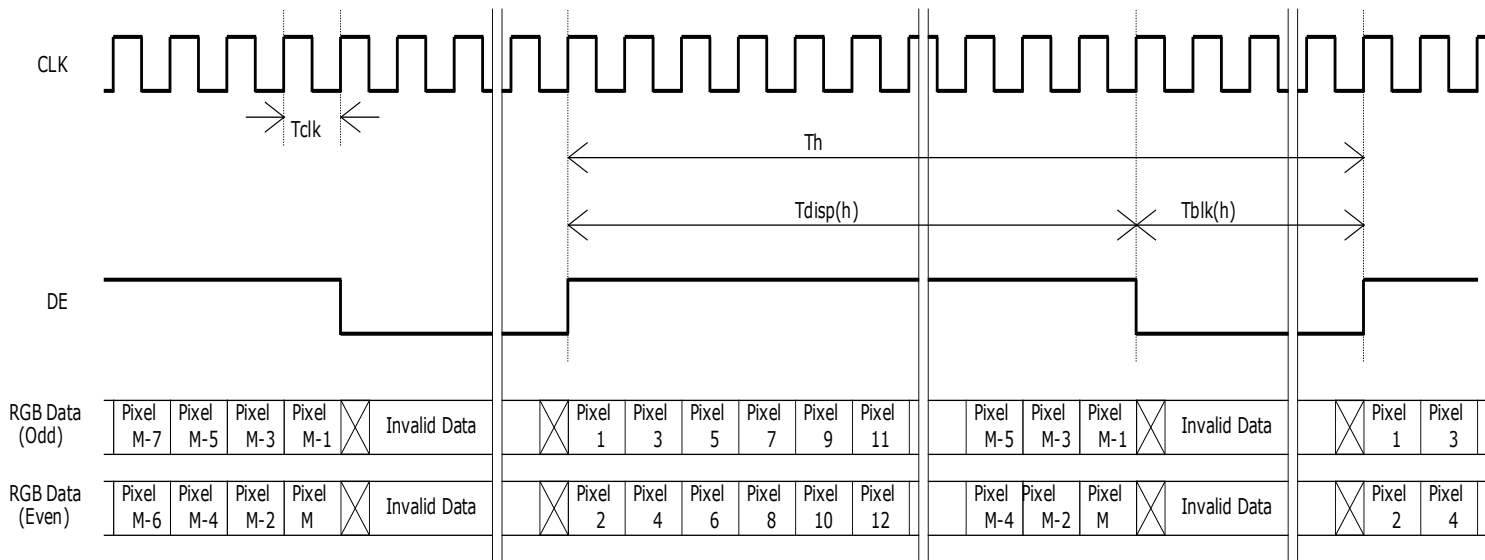 CLK
Tclk
Th
Tdisp(h)
Tblk(h)
DE
RGB Data
(Odd)
Pixel
M-7
Pixel
M-5
Pixel
M-3
Pixel
M-1
Invalid Data
Pixel
1
Pixel
3
Pixel
5
Pixel
7
Pixel
9
Pixel
11
Pixel
M-5
Pixel
M-3
Pixel
M-1
Invalid Data
Pixel
1
Pixel
3
RGB Data
(Even)
Pixel
M-6
Pixel
M-4
Pixel
M-2
Pixel
M
Invalid Data
Pixel
2
Pixel
4
Pixel
6
Pixel
8
Pixel
10
Pixel
12
Pixel
M-4
Pixel
M-2
Pixel
M
Invalid Data
Pixel
2
Pixel
4